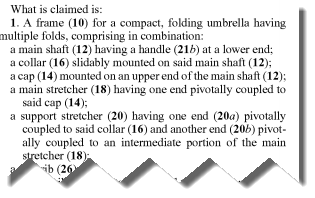 What is claimed is:
1. A frame (10) for a compact, folding umbrella having
multiple folds, comprising in combination:
a main shaft (12) having a handle (21b) at a lower end;
a collar (16) slidably mounted on said main shaft (12);
a cap (14) mounted on an upper end of the main shaft (12);
a main stretcher (18) having one end pivotally coupled to
said cap (14);
a support stretcher (20) having one end (20a) pivotally
coupled to said collar (16) and another end (20b) pivot-
ally coupled to an intermediate portion of the main
stretcher (18);
(26)